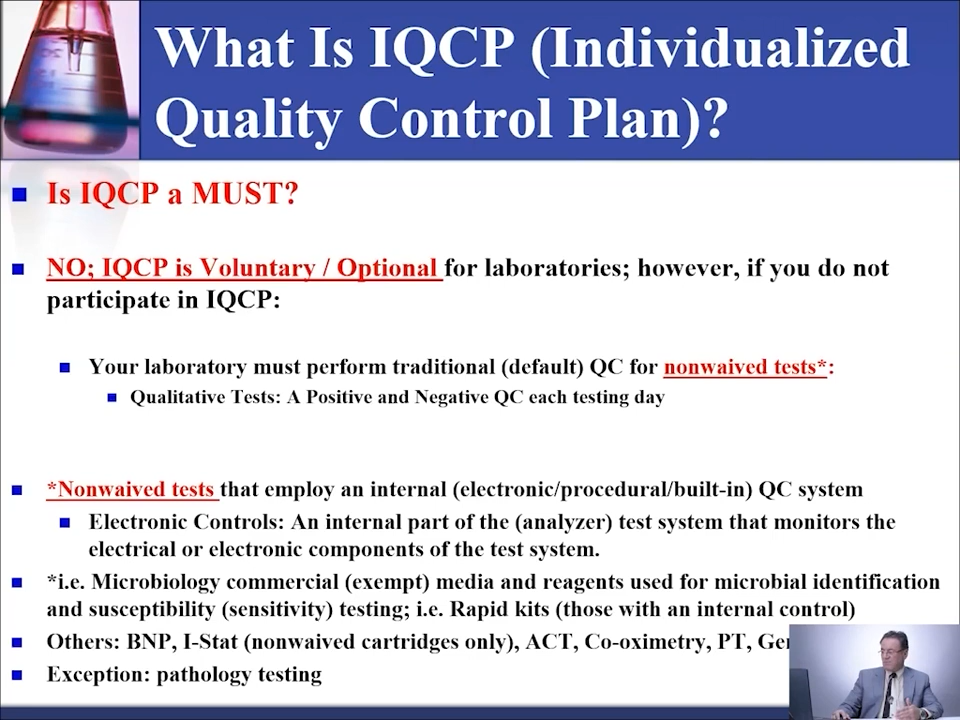 What Is IQCP (Individualized
Quality Control Plan)?
Is IQCP a MUST?
NO; IQCP is Voluntary / Optional for laboratories; however, if you do not
participate in IQCP:
Your laboratory must perform traditional (default) QC for nonwaived tests*:
Qualitative Tests: A Positive and Negative QC each testing day
*Nonwaived tests that employ an internal (electronic/procedural/built-in) QC system
Electronic Controls: An internal part of the (analyzer) test system that monitors the
electrical or electronic components of the test system.
*i.e. Microbiology commercial (exempt) media and reagents used for microbial identification
and susceptibility (sensitivity) testing; i.e. Rapid kits (those with an internal control)
Others: BNP, I-Stat (nonwaived cartridges only), ACT, Co-oximetry, PT,
Exception: pathology testing